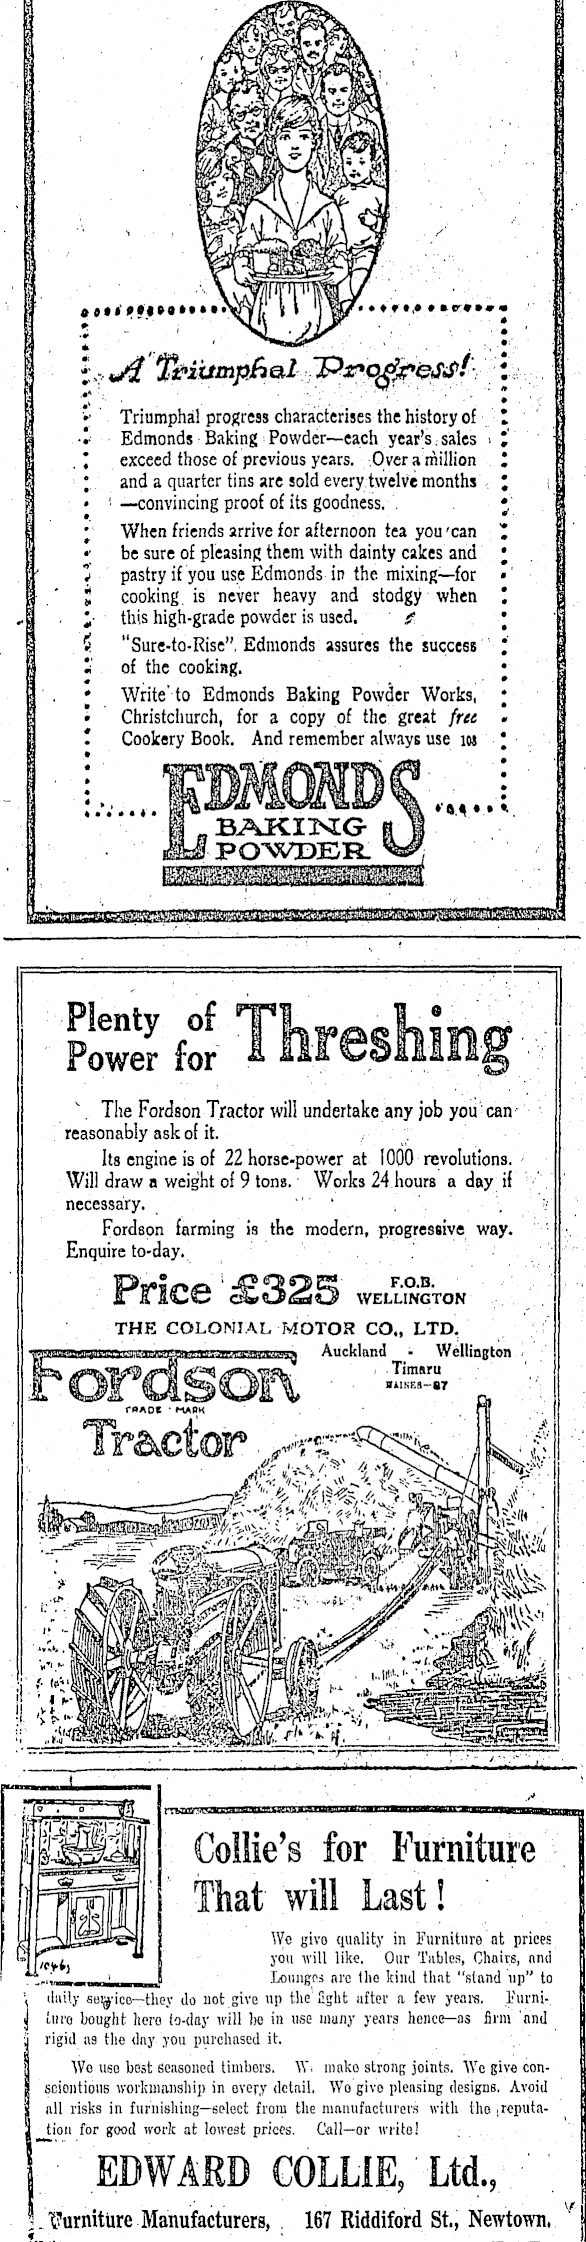 A Triumphal Progress!
Triumphal progress characterises the history of
Edmonds Baking Powder—each year's sales
exceed those of previous years. Over a million
and a quarter tins are sold every twelve months
—convincing proof of its goodness.
When friends arrive for afternoon tea you can
be sure of pleasing them with dainty cakes and
pastry if you use Edmonds in the mixing—for
cooking is never heavy and stodgy when
this high-grade powder is used.
"Sure-to-Rise" Edmonds assures the success
of the cooking.
Write to Edmonds Baking Powder Works,
Christchurch, for a copy of the great free
Cookery Book. And remember always use 108
EDMONDS
BAKING
POWDER
Plenty of
Power for Threshing
The Fordson Tractor will undertake any job you can
reasonably ask of it.
Its engine is of 22 horse-power at 1000 revolutions.
Will draw a weight of 9 tons. Works 24 hours a day if
necessary.
Fordson farming is the modern, progressive way.
Enquire to-day.
Price £325 F.O.B.
WELLINGTON
THE COLONIAL MOTOR CO., LTD.
Auckland - Wellington
Timaru
HAINES—87
Fordson
TRADE MARK
Tractor
Collie's for Furniture
That will Last!
We give quality in Furniture at prices
you will like. Our Tables, Chairs, and
Lounges are the kind that "stand up" to
daily service—they do not give up the fight after a few years. Furni-
ture bought here to-day will be in use many years hence—as firm and
rigid as the day you purchased it.
We use best seasoned timbers. W. make strong joints. We give con-
scientious workmanship in every detail. We give pleasing designs. Avoid
all risks in furnishing—select from the manufacturers with the reputa-
tion for good work at lowest prices. Call—or write!
EDWARD COLLIE, Ltd.,
Furniture Manufacturers, 167 Riddiford St., Newtown.